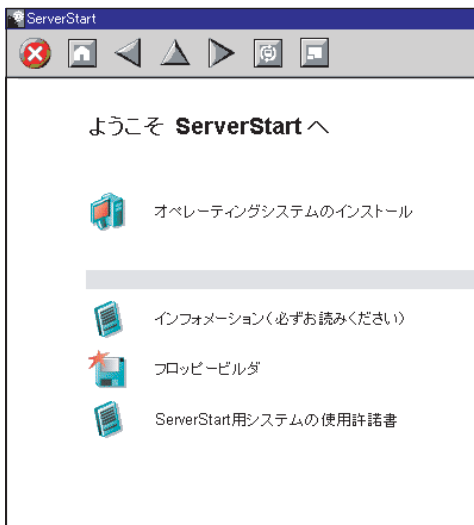 ServerStart
ようこそ ServerStart へ
オペレーティングシステムのインストール
インフォメーション(必ずお読みください)
フロッピービルダ
ServerStart用システムの使用許諾書